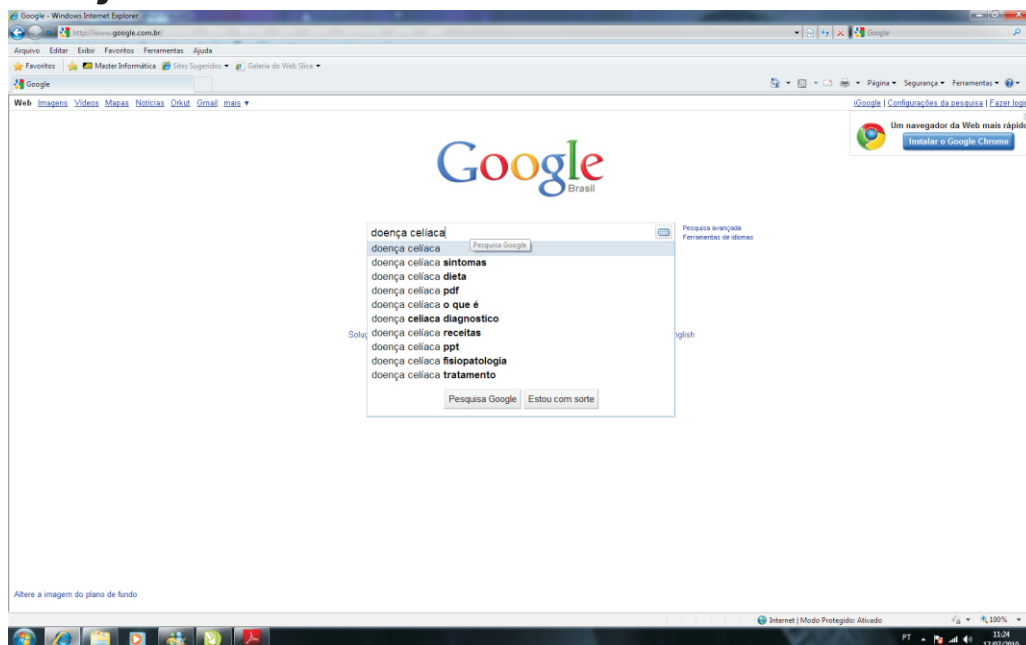 Google - Windows Internet Explorer
http://www.google.com.br/
Google
Arquivo Editar Exibir Favoritos Ferramentas Ajuda
Favoritos Master Informática Sites Sugeridos Galeria do Web Slice
Google
Página Segurança Ferramentas
Web Imagens Vídeos Mapas Notícias Orkut Gmail mais
iGoogle | Configurações da pesquisa | Fazer login
Um navegador da Web mais rápido
Instalar o Google Chrome
Google
Brasil
doença celíaca
Pesquisa avançada
Ferramentas de idiomas
Pesquisa Google
doença celíaca
doença celíaca sintomas
doença celíaca dieta
doença celíaca pdf
doença celíaca o que é
doença celiaca diagnostico
doença celíaca receitas
doença celíaca ppt
doença celíaca fisiopatologia
doença celíaca tratamento
Pesquisa Google Estou com sorte
Altere a imagem do plano de fundo
Internet | Modo Protegido: Ativado
100%
PT
11:24
17/07/2010